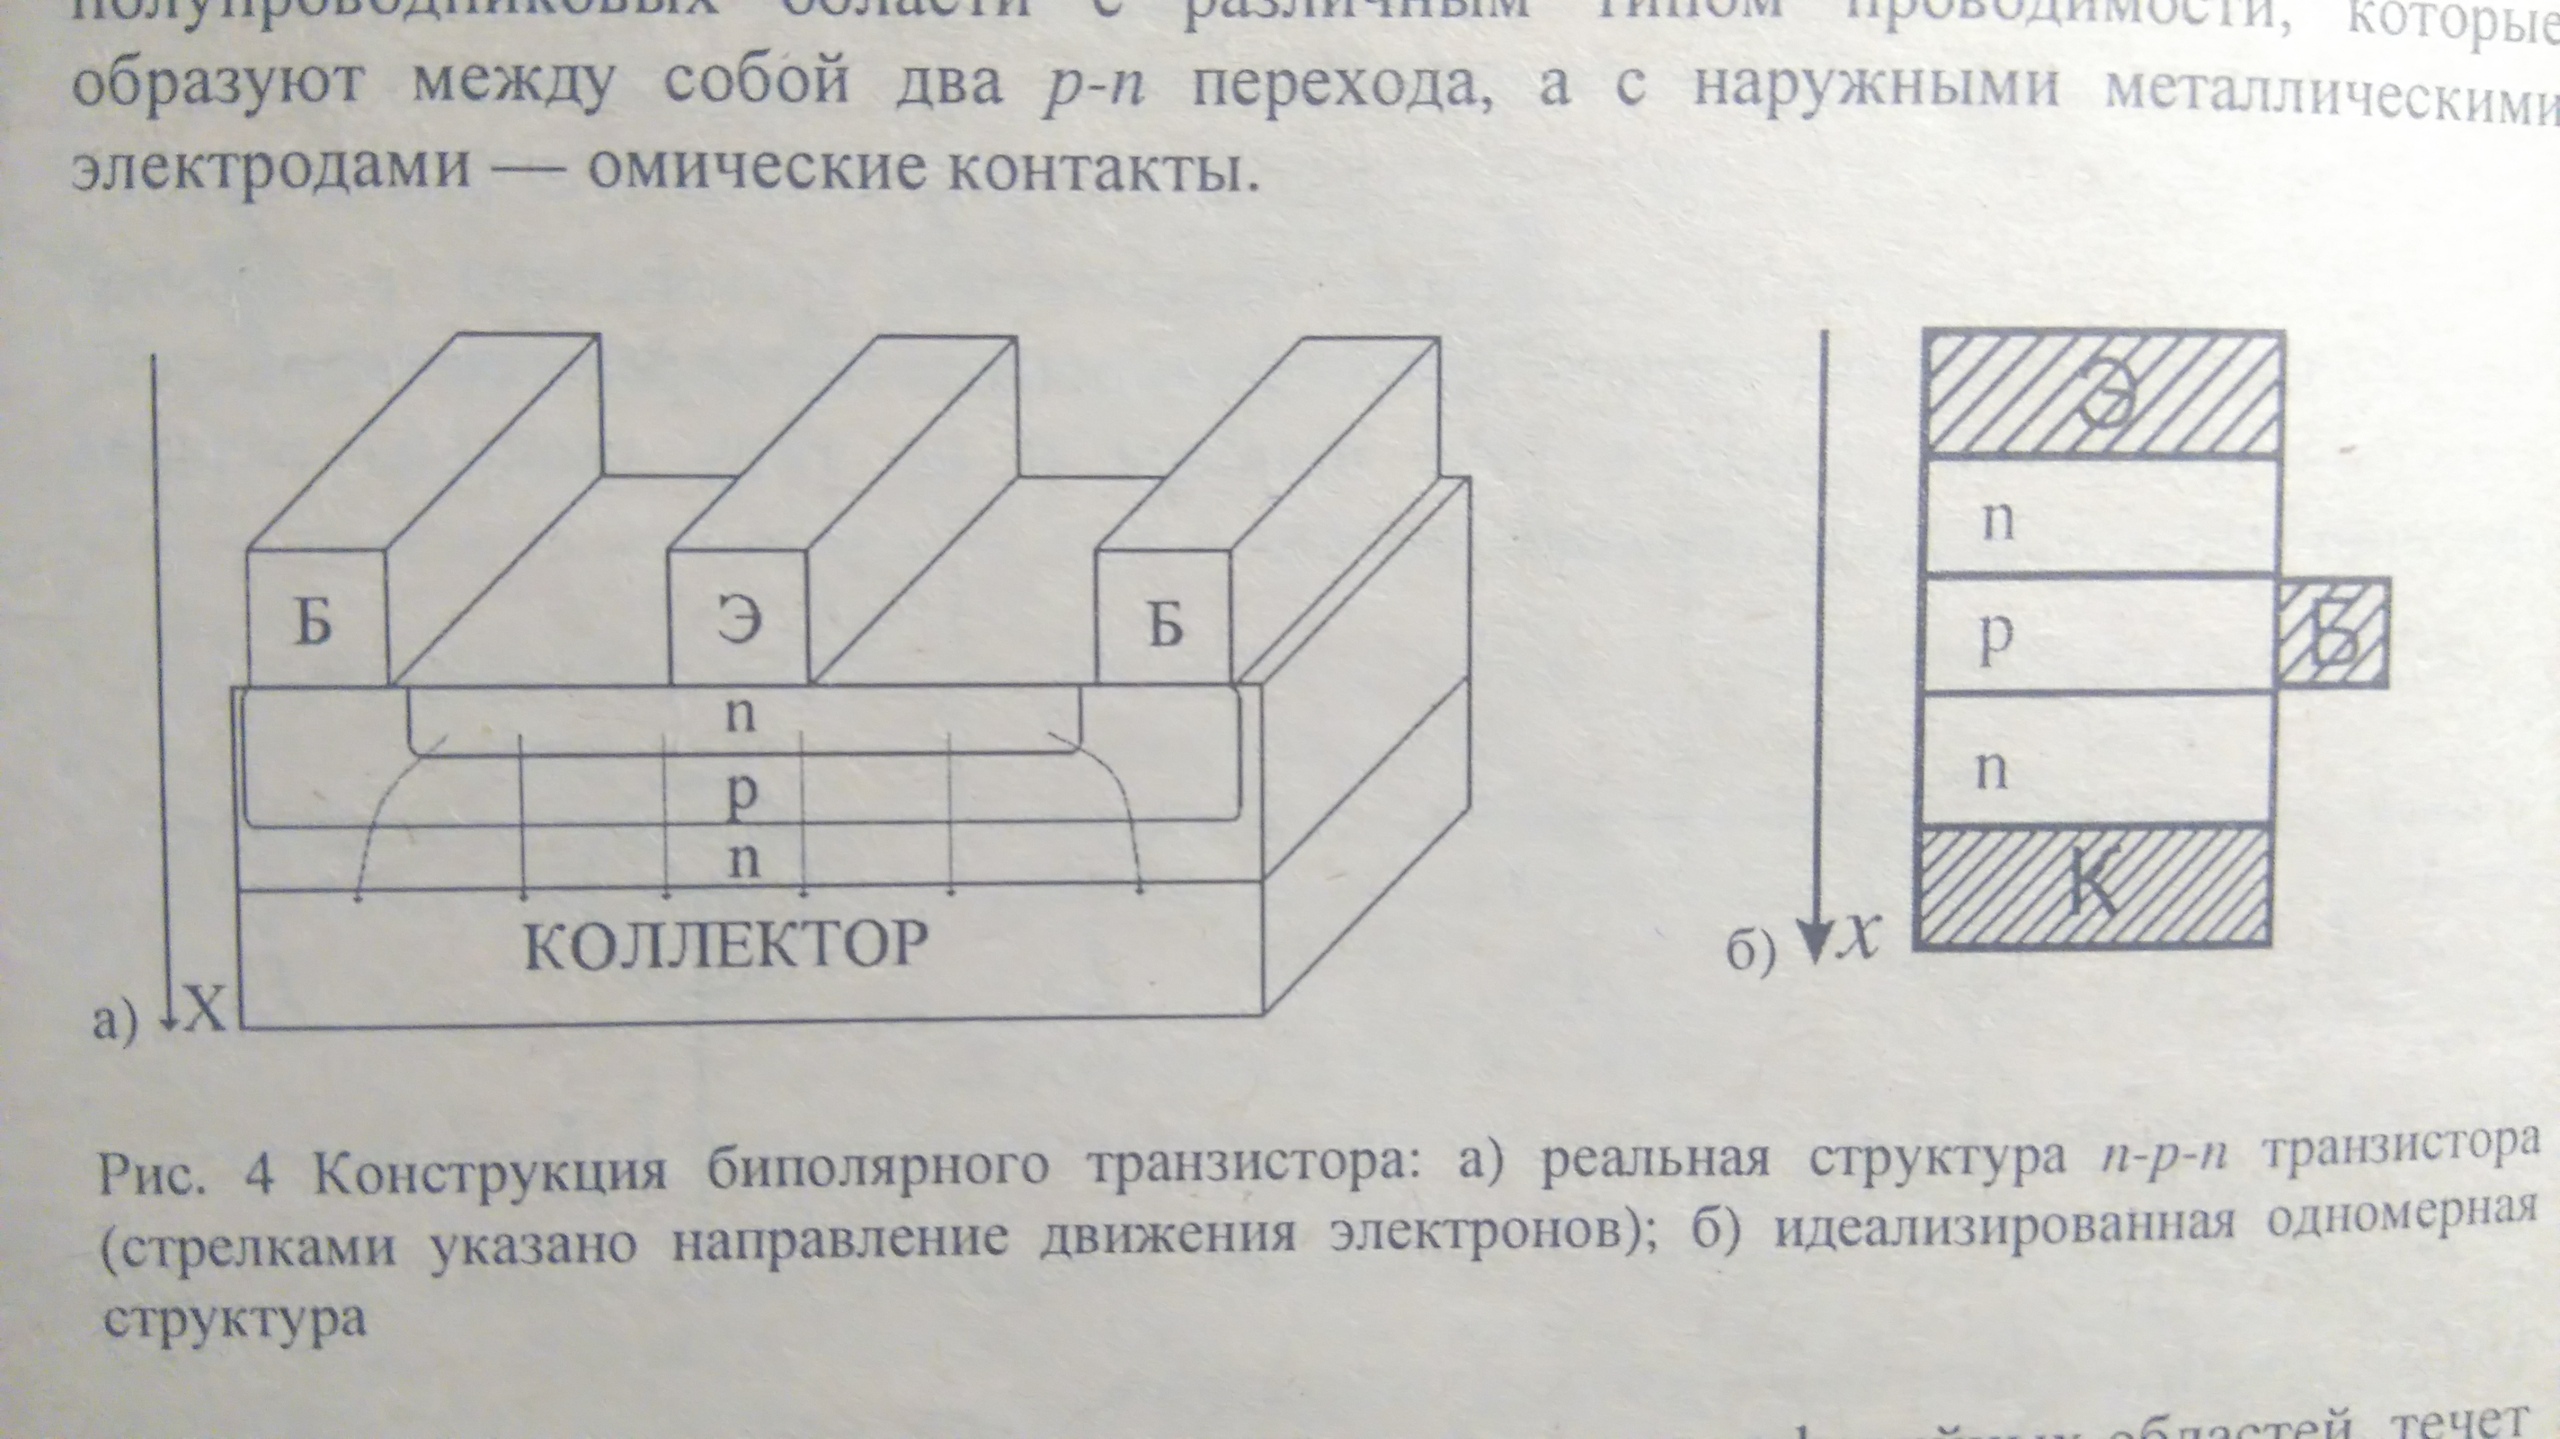 полупроводниковых области с различным типом проводимости, которые
образуют между собой два p-n перехода, а с наружными металлическими
электродами — омические контакты.
Б Э Б
n
p
n
КОЛЛЕКТОР
а) X
Э
n
p Б
n
К
б) x
Рис. 4 Конструкция биполярного транзистора: а) реальная структура n-p-n транзистора
(стрелками указано направление движения электронов); б) идеализированная одномерная
структура
областей, течет